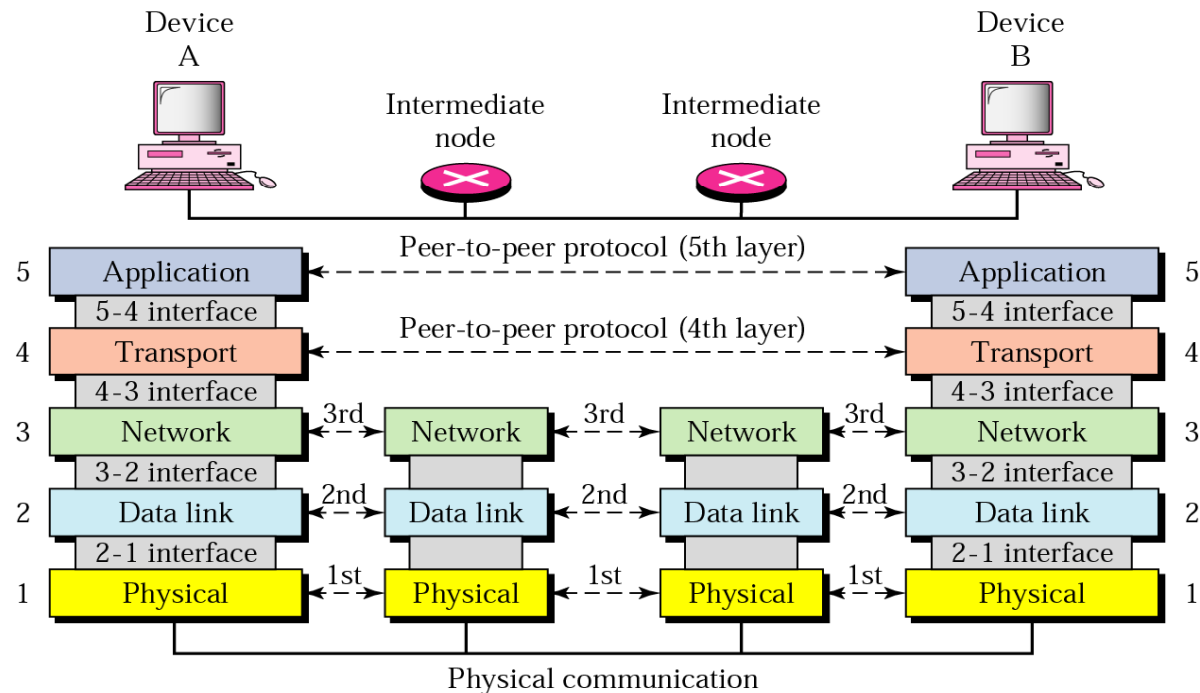 Device
A
Device
B
Intermediate
node
Intermediate
node
Peer-to-peer protocol (5th layer)
5 Application
Application 5
5-4 interface
5-4 interface
Peer-to-peer protocol (4th layer)
4 Transport
Transport 4
4-3 interface
4-3 interface
3 Network 3rd Network 3rd Network 3rd Network 3
3-2 interface
3-2 interface
2 Data link 2nd Data link 2nd Data link 2nd Data link 2
2-1 interface
2-1 interface
1 Physical 1st Physical 1st Physical 1st Physical 1
Physical communication